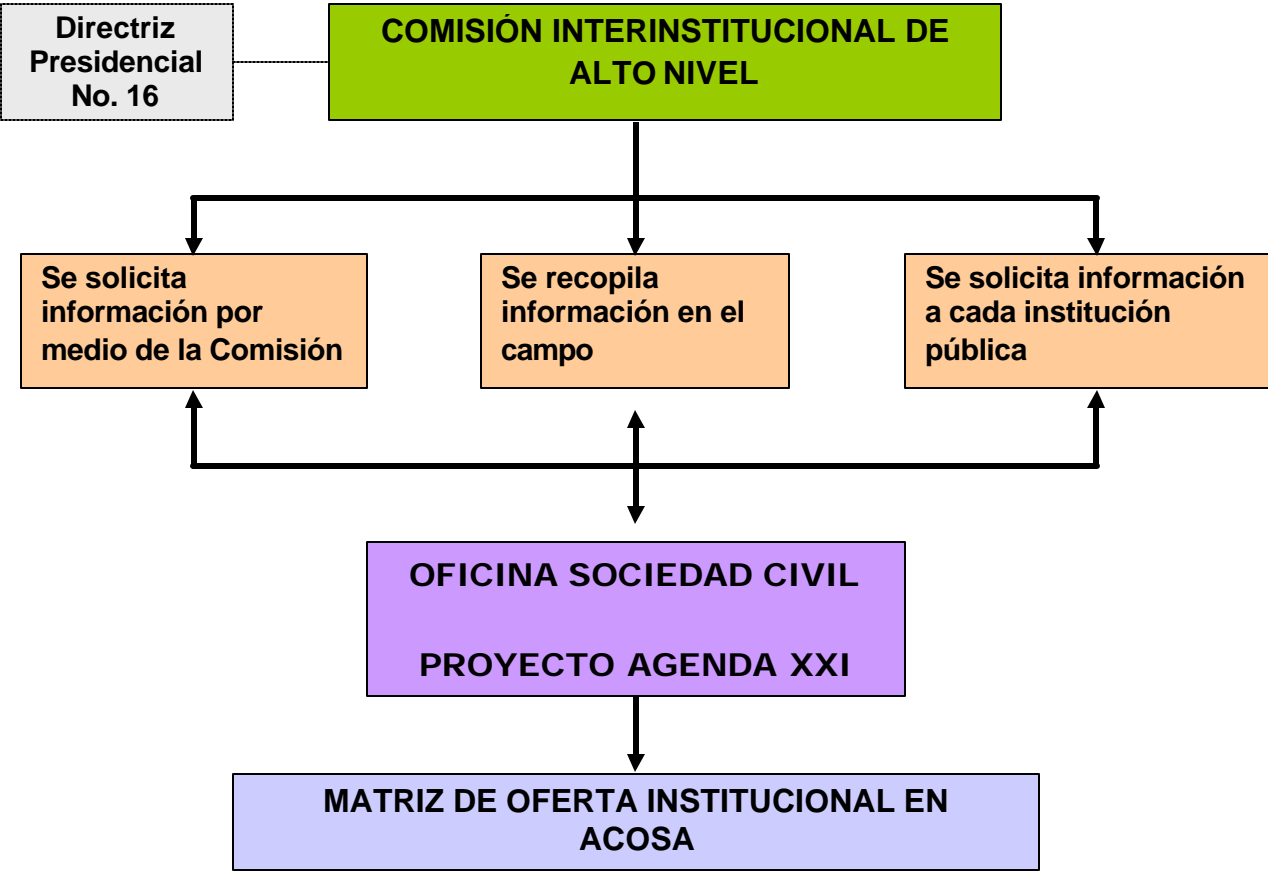 Directriz
Presidencial
No. 16
COMISIÓN INTERINSTITUCIONAL DE
ALTO NIVEL
Se solicita
información por
medio de la Comisión
Se recopila
información en el
campo
Se solicita información
a cada institución
pública
OFICINA SOCIEDAD CIVIL
PROYECTO AGENDA XXI
MATRIZ DE OFERTA INSTITUCIONAL EN
ACOSA